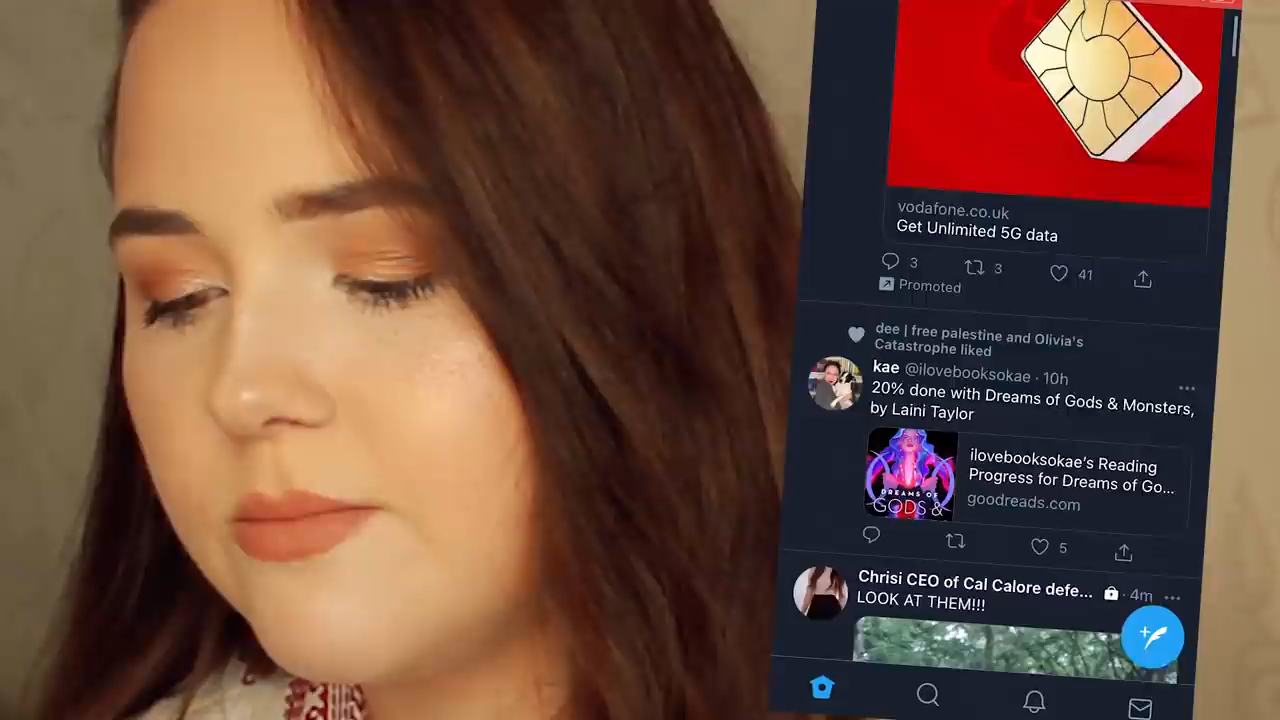 vodafone.co.uk
Get Unlimited 5G data
3
3
41
Promoted
dee | free palestine and Olivia's
Catastrophe liked
kae @ilovebooksokae · 10h
20% done with Dreams of Gods & Monsters,
by Laini Taylor
DREAMS OF
GODS &
ilovebooksokae's Reading
Progress for Dreams of Go...
goodreads.com
5
Chrisi CEO of Cal Calore defe... · 4m
LOOK AT THEM!!!